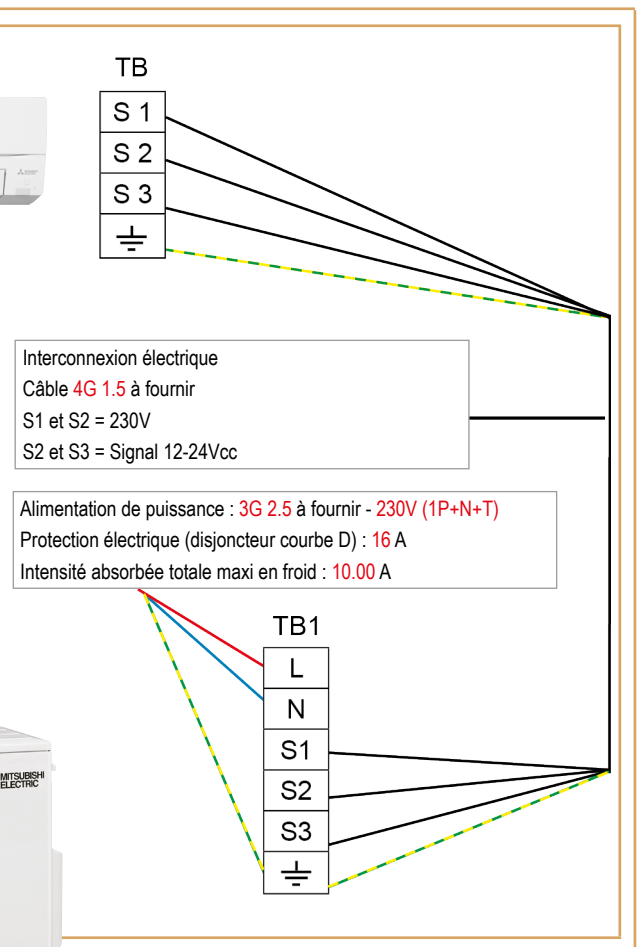 TB
S 1
S 2
S 3
Interconnexion électrique
Câble 4G 1.5 à fournir
S1 et S2 = 230V
S2 et S3 = Signal 12-24Vcc
Alimentation de puissance : 3G 2.5 à fournir - 230V (1P+N+T)
Protection électrique (disjoncteur courbe D) : 16 A
Intensité absorbée totale maxi en froid : 10.00 A
TB1
L
N
S1
S2
S3
MITSUBISHI
ELECTRIC